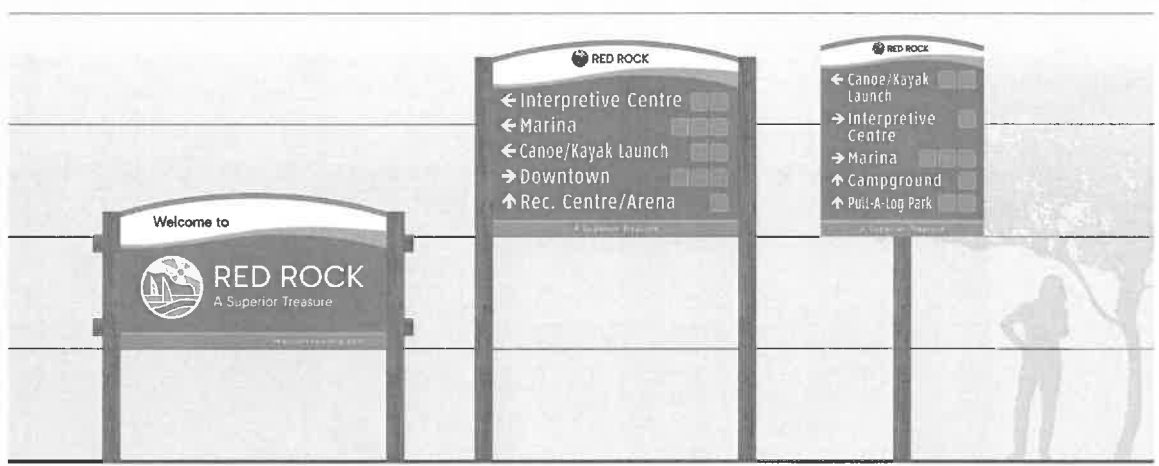 Welcome to
RED ROCK
A Superior Treasure
RED ROCK
← Interpretive Centre
← Marina
← Canoe/Kayak Launch
→ Downtown
↑ Rec. Centre/Arena
A Superior Treasure
RED ROCK
← Canoe/Kayak
Launch
→ Interpretive
Centre
→ Marina
↑ Campground
↑ Pull-A-Log Park
A Superior Treasure